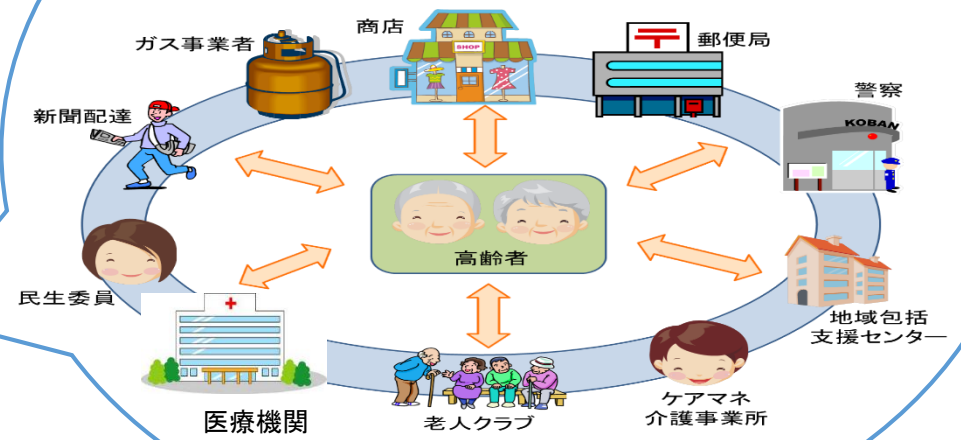 商店
ガス事業者
郵便局
SHOP
警察
新聞配達
KOBAN
高齢者
民生委員
地域包括
支援センター
ケアマネ
介護事業所
医療機関
老人クラブ